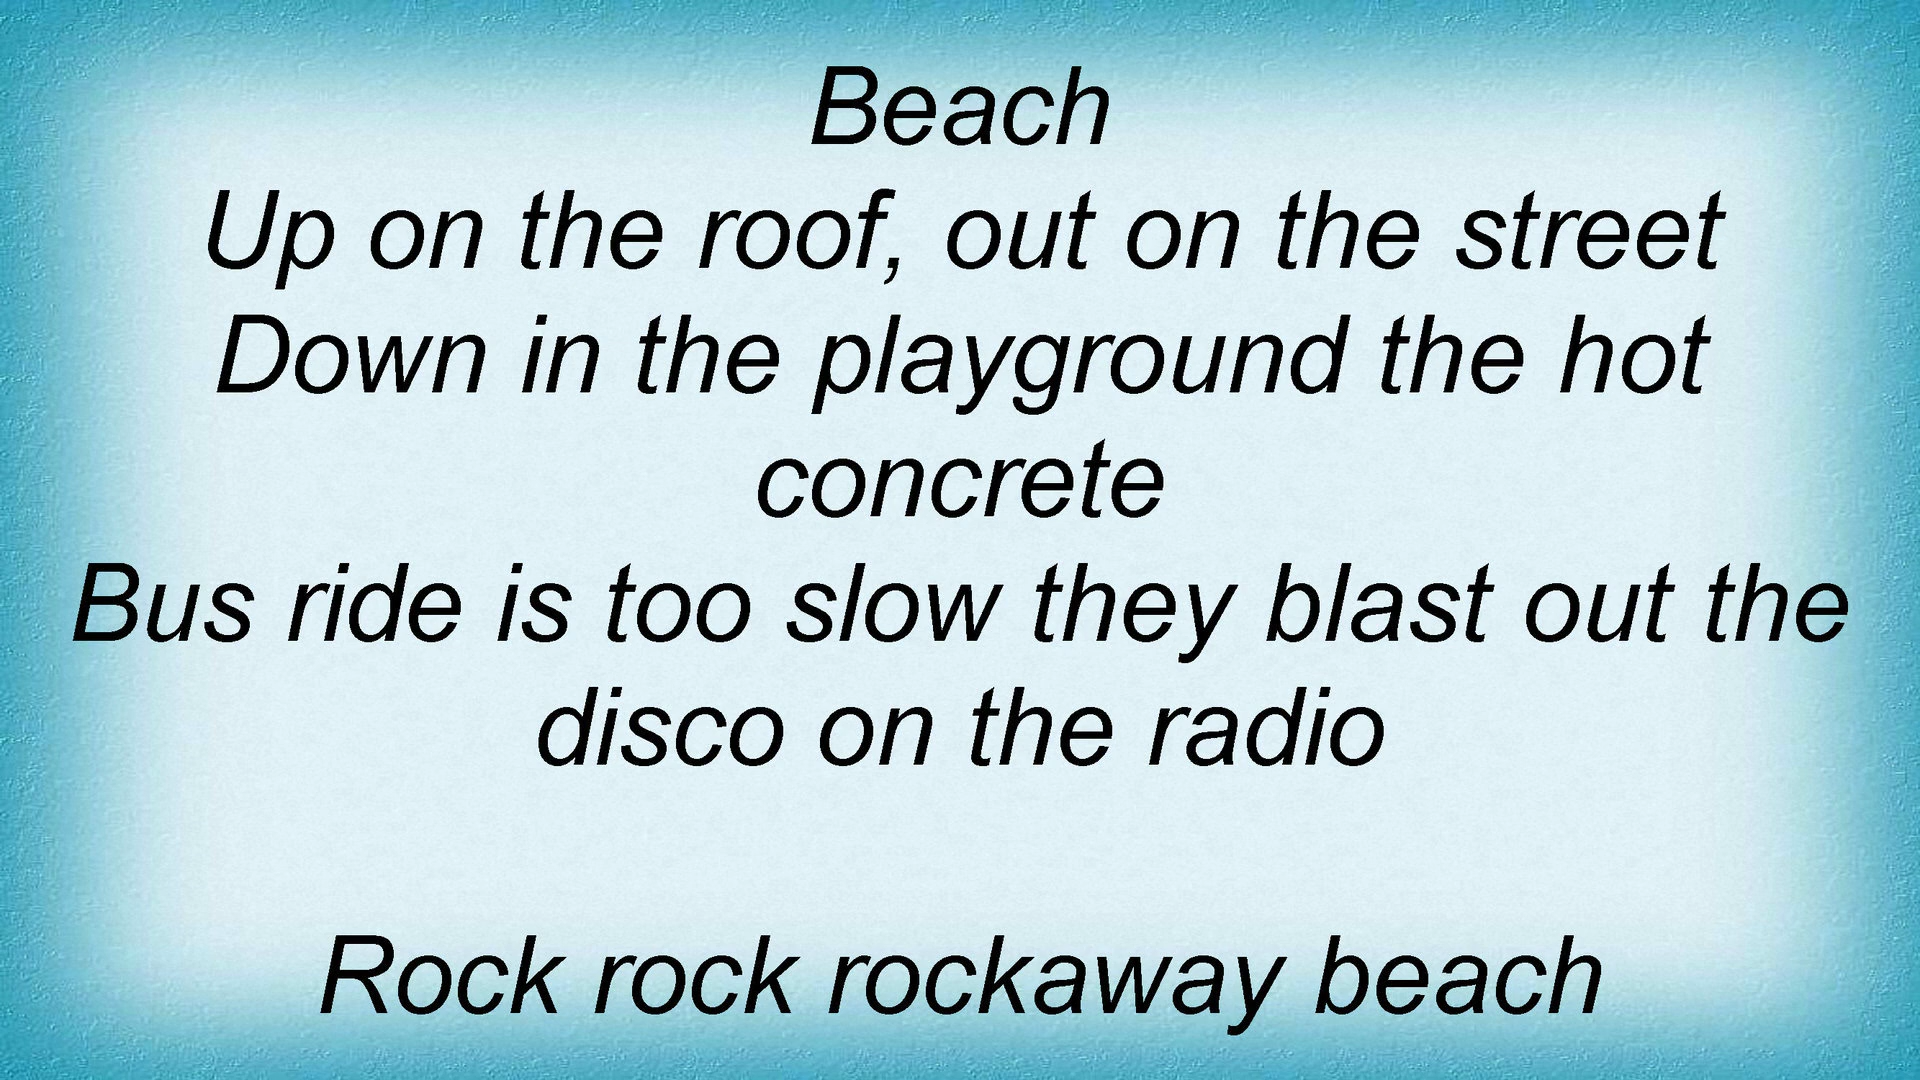 Beach
Up on the roof, out on the street
Down in the playground the hot
concrete
Bus ride is too slow they blast out the
disco on the radio
Rock rock rockaway beach